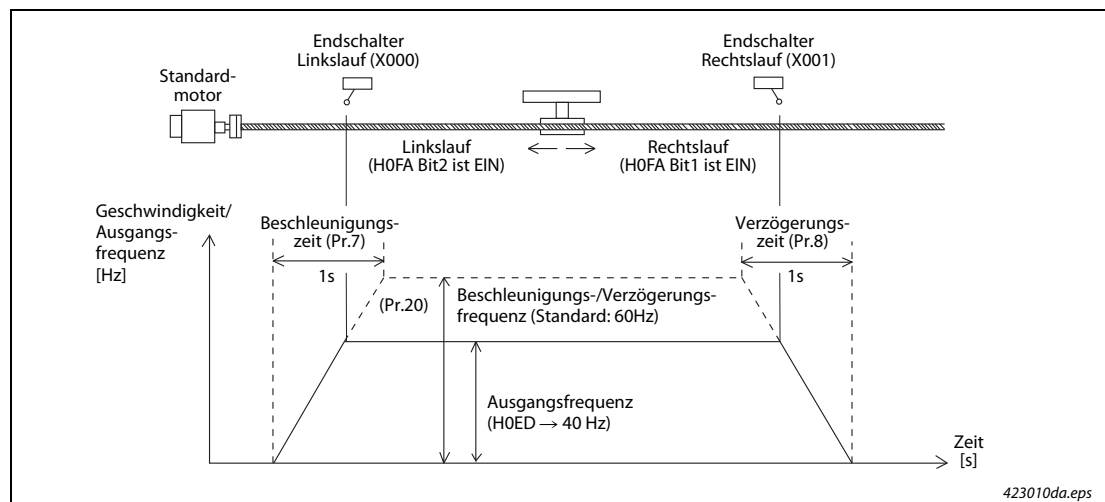 Endschalter
Linkslauf (X000)
Endschalter
Rechtslauf (X001)
Standard-
motor
Linkslauf
(H0FA Bit2 ist EIN)
Rechtslauf
(H0FA Bit1 ist EIN)
Geschwindigkeit/
Ausgangs-
frequenz
[Hz]
Beschleunigungs-
zeit (Pr.7)
1s
Verzögerungs-
zeit (Pr.8)
1s
(Pr.20)
Beschleunigungs-/Verzögerungs-
frequenz (Standard: 60Hz)
Ausgangsfrequenz
(H0ED → 40 Hz)
Zeit
[s]
423010da.eps